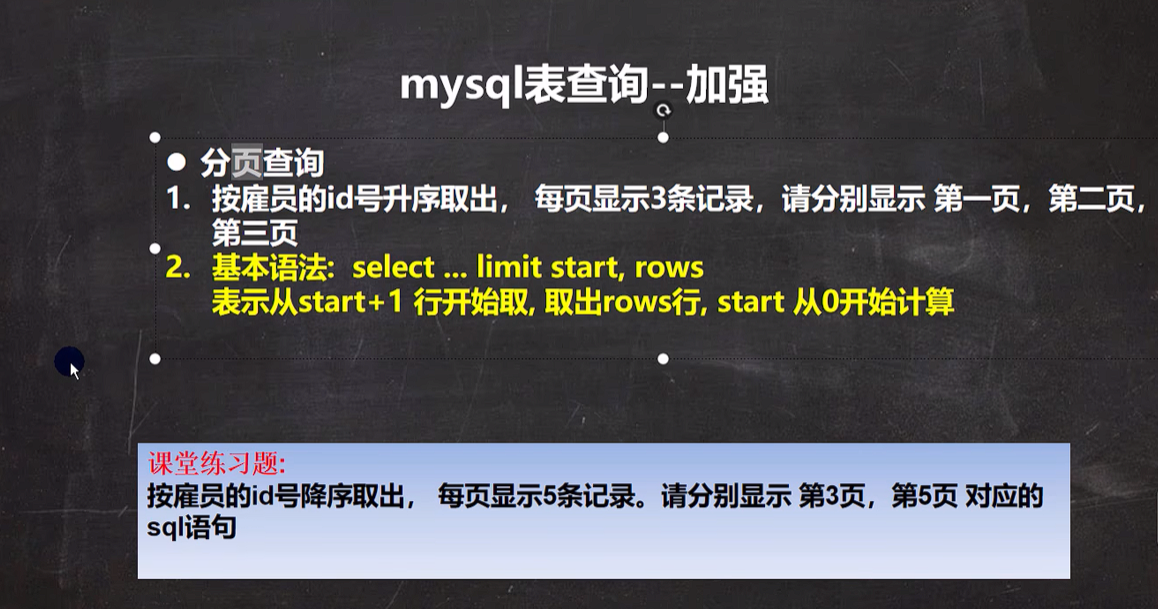 mysql表查询--加强
● 分页查询
1. 按雇员的id号升序取出， 每页显示3条记录，请分别显示 第一页，第二页，
第三页
2. 基本语法：select ... limit start, rows
表示从start+1 行开始取, 取出rows行, start 从0开始计算
课堂练习题:
按雇员的id号降序取出， 每页显示5条记录。请分别显示 第3页，第5页 对应的
sql语句